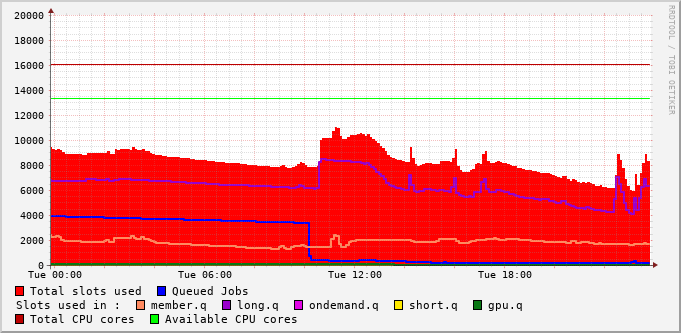 20000
18000
16000
14000
12000
10000
8000
6000
4000
2000
0
Tue 00:00 Tue 06:00 Tue 12:00 Tue 18:00
Total slots used Queued Jobs
Slots used in : member.q long.q ondemand.q short.q gpu.q
Total CPU cores Available CPU cores
RRDTOOL / TOBI OETIKER